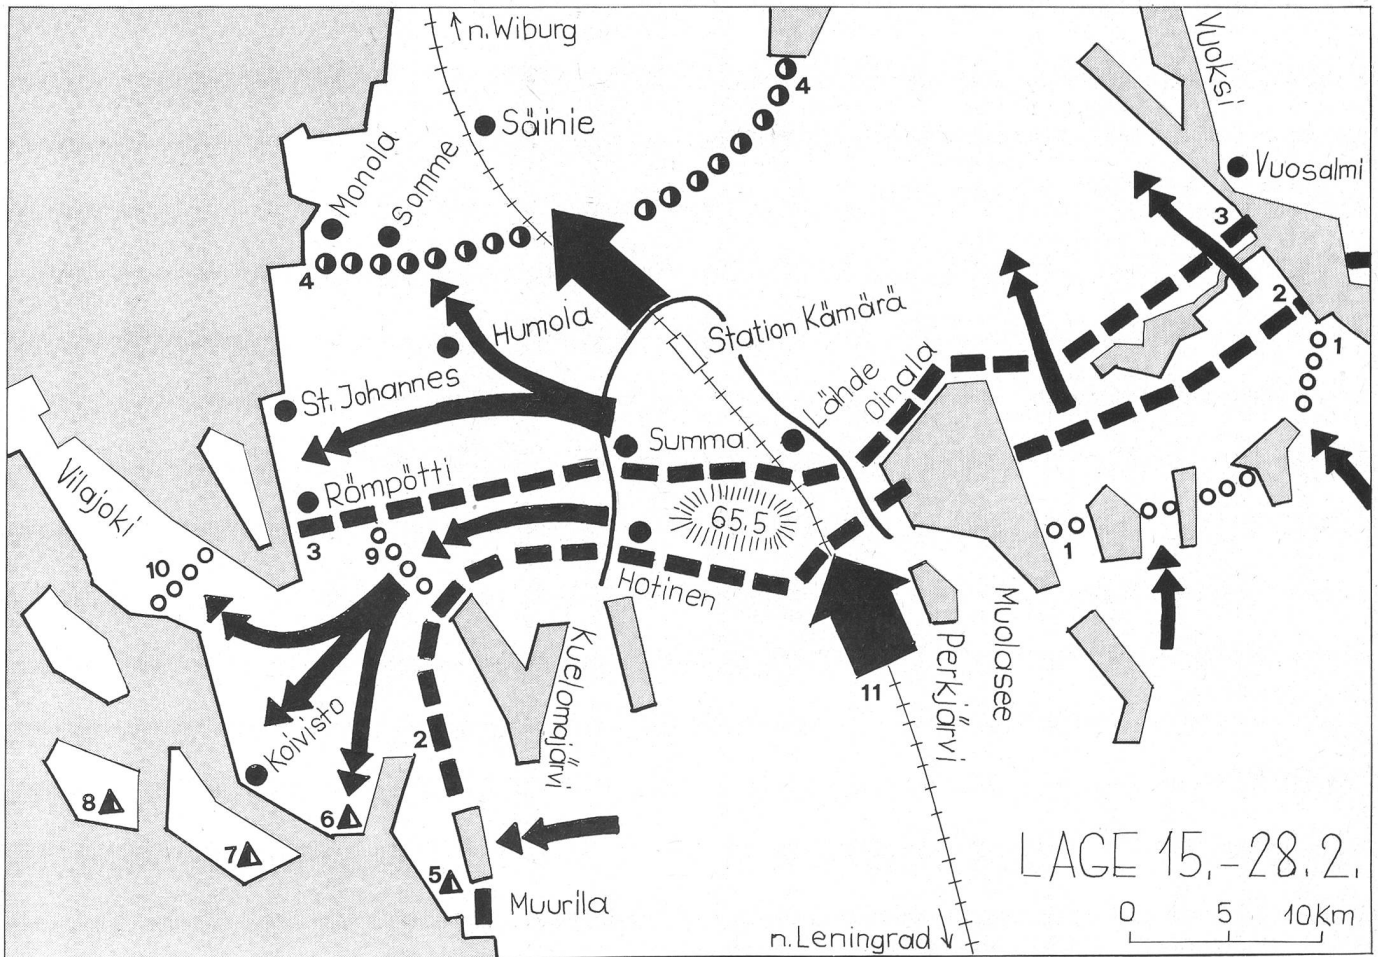 n. Wiburg
Vuoksi
4
Säinie
Monola
Somme
Vuosalmi
3
4
2
Humola
Station Kämärä
1
St. Johannes
Lähde
Oinala
Summa
Vilajoki
Römpötti
65,5
3
9
1
10
Hotinen
Kuelomajärvi
Muolasee
Perkjärvi
11
Koivisto
2
8
6
7
5
Muurila
LAGE 15.-28.2.
0 5 10Km
n. Leningrad